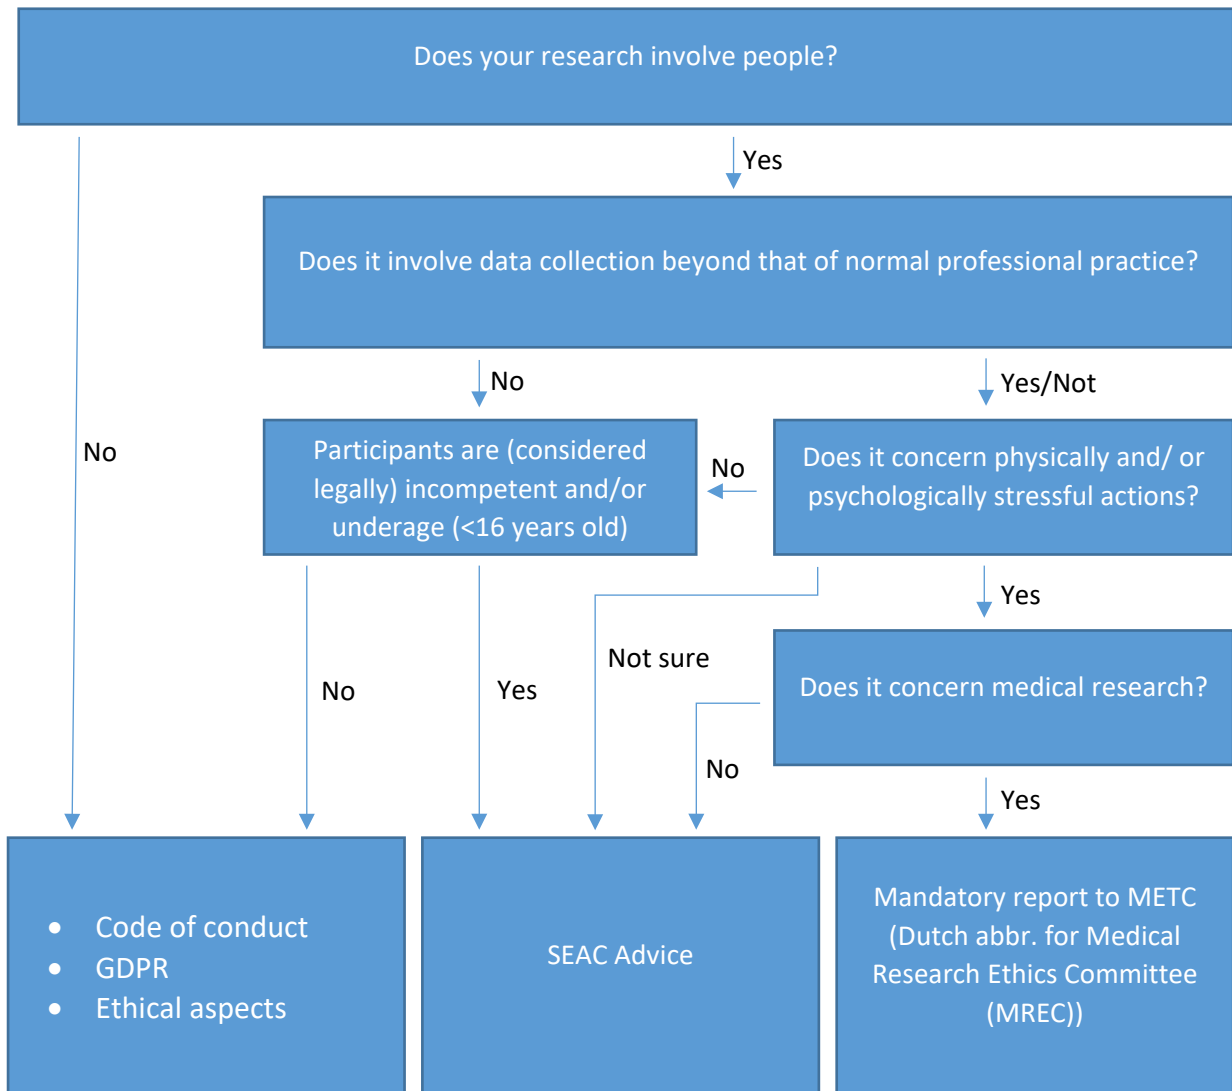 Does your research involve people?
Yes
Does it involve data collection beyond that of normal professional practice?
No
Yes/Not
No
Participants are (considered
legally) incompetent and/or
underage (<16 years old)
No
Does it concern physically and/ or
psychologically stressful actions?
Yes
Not sure
No
Yes
Does it concern medical research?
No
Yes
• Code of conduct
• GDPR
• Ethical aspects
SEAC Advice
Mandatory report to METC
(Dutch abbr. for Medical
Research Ethics Committee
(MREC))